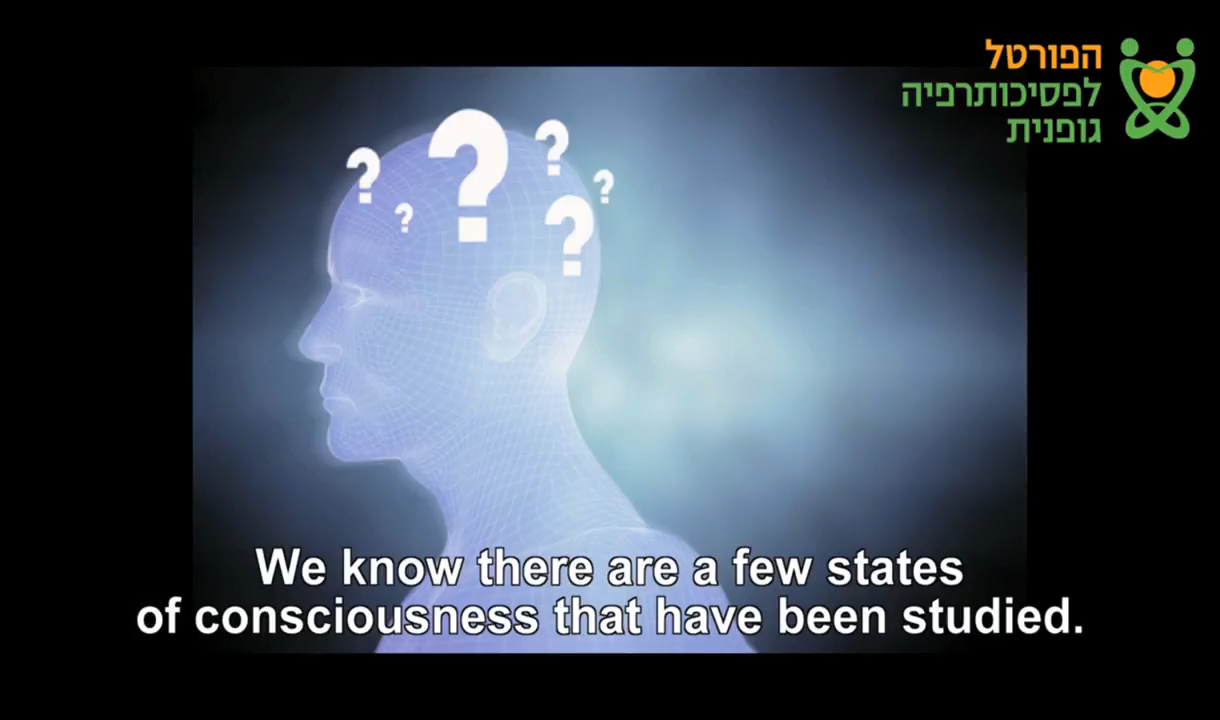 הפורטל
לפסיכותרפיה
גופנית
? ? ? ? ? ?
We know there are a few states
of consciousness that have been studied.